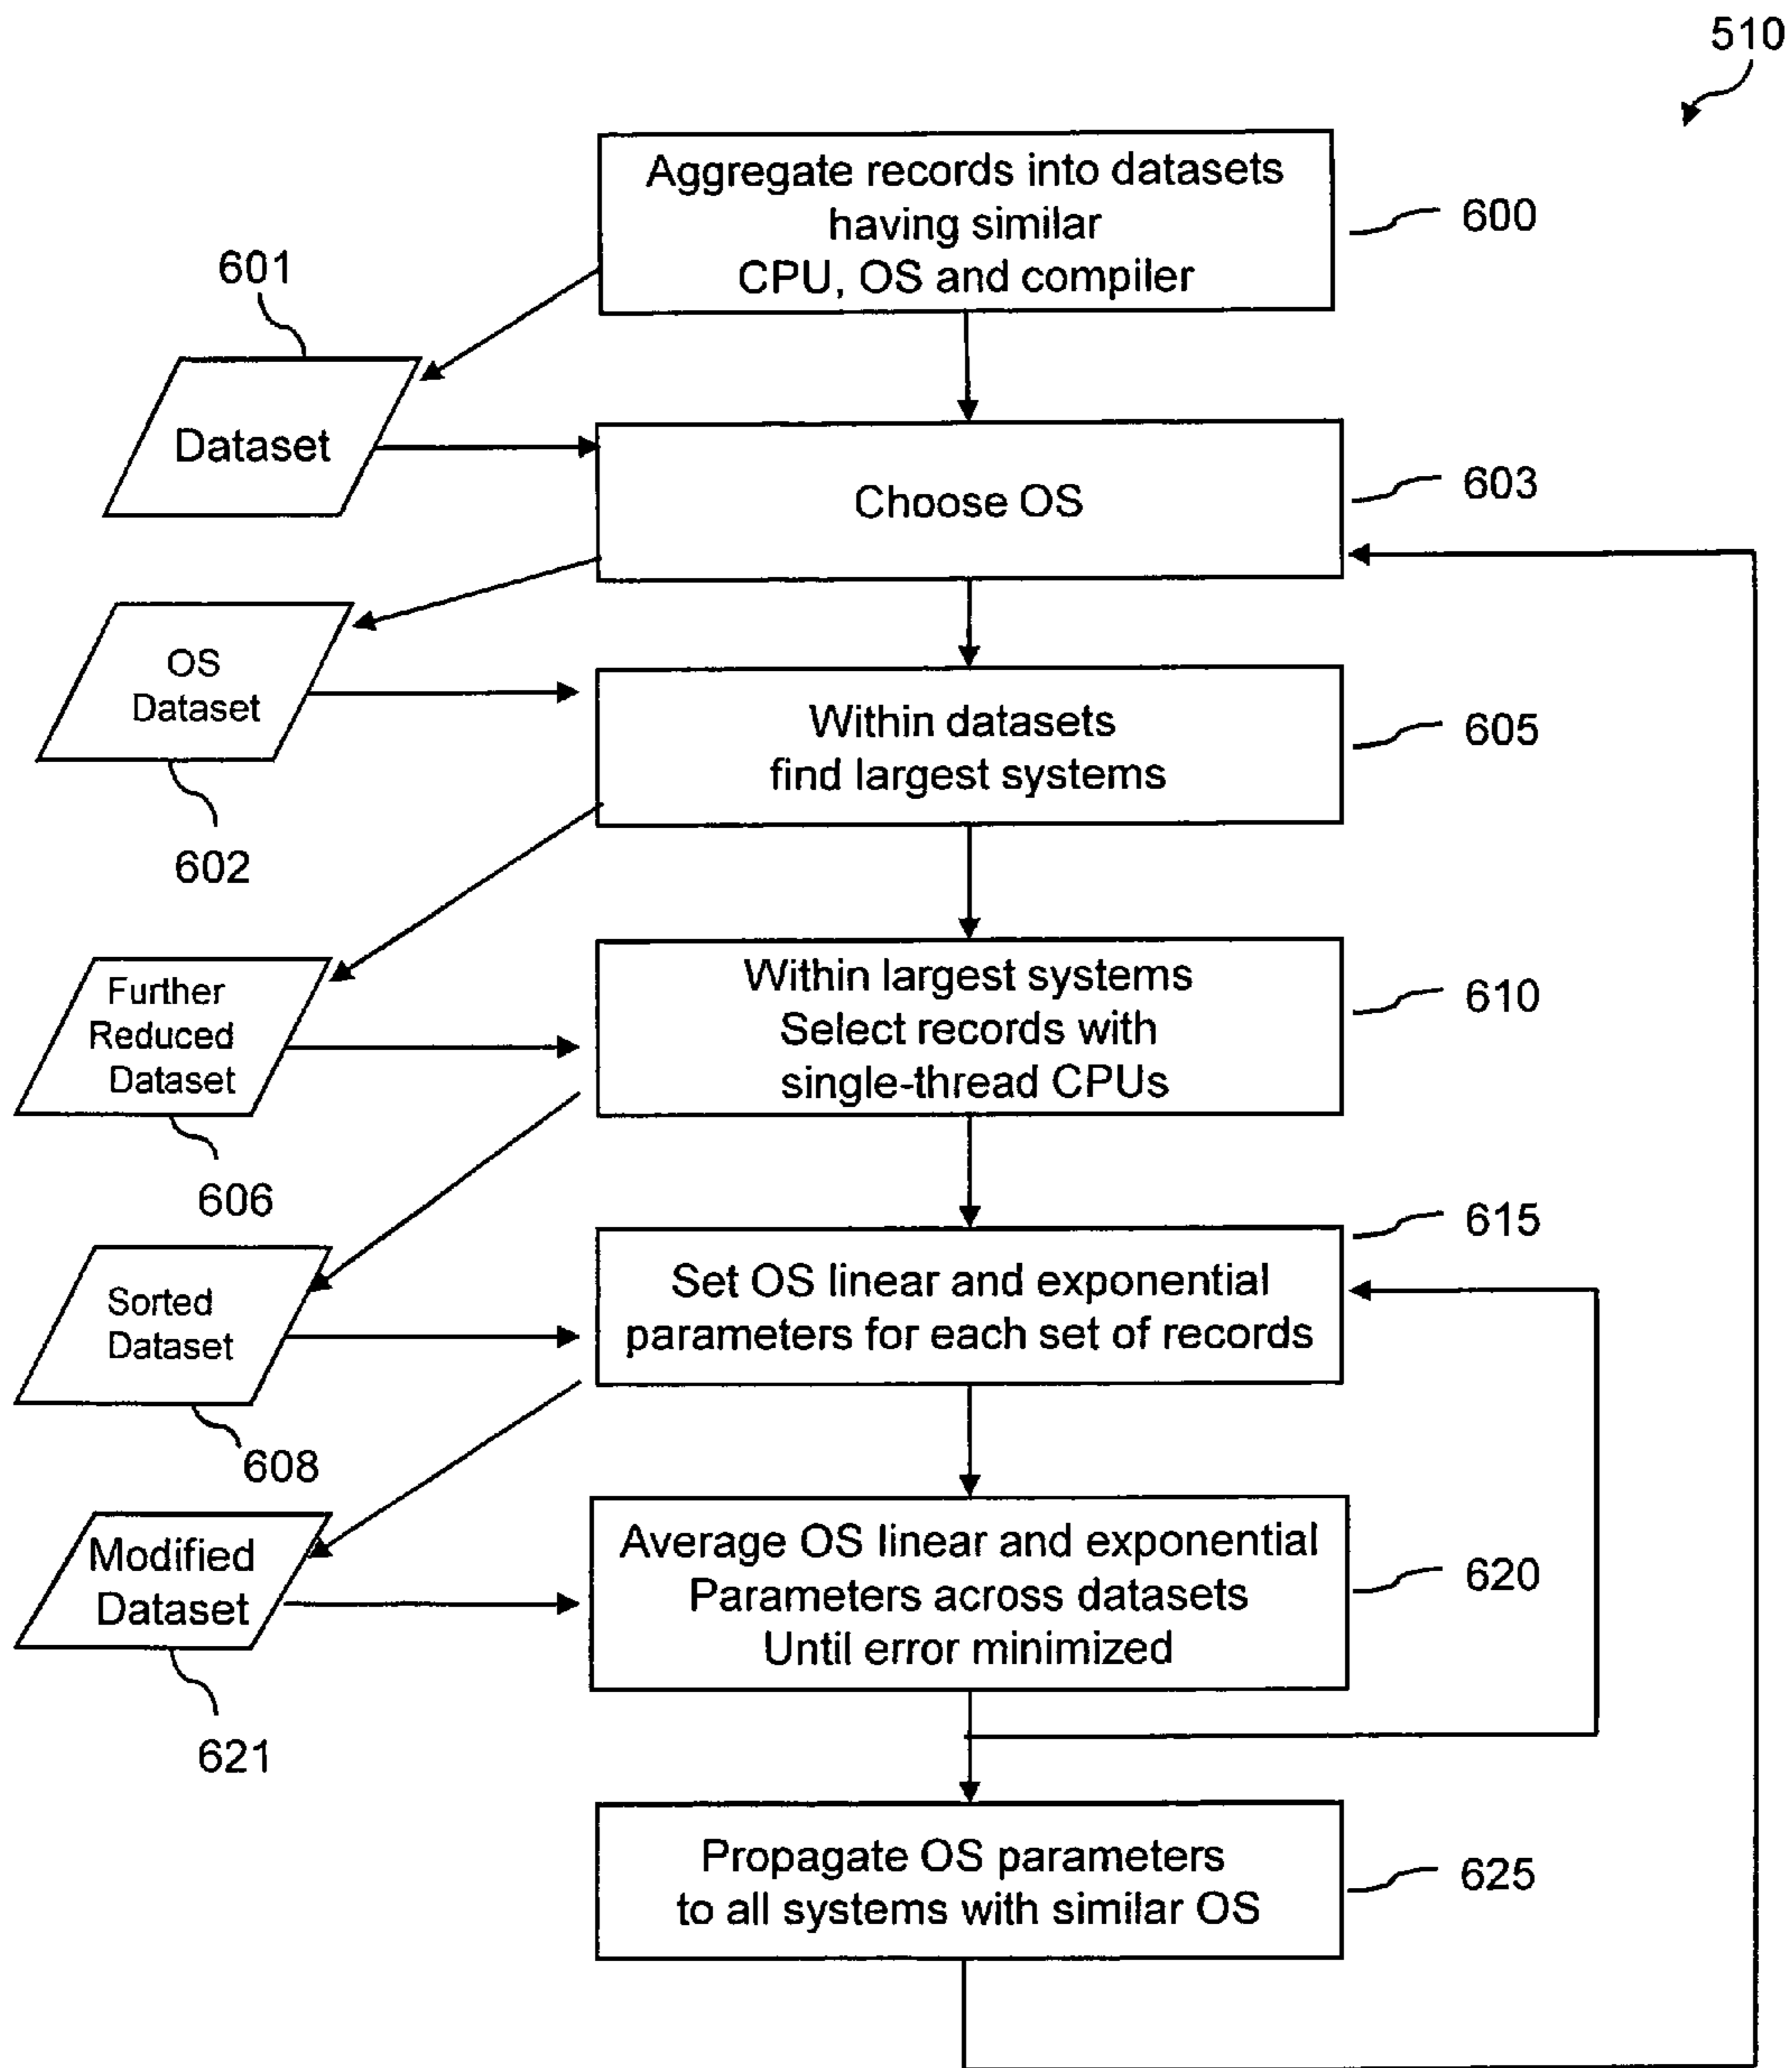 510
Aggregate records into datasets
having similar
CPU, OS and compiler
600
601
Dataset
Choose OS
603
OS
Dataset
602
Within datasets
find largest systems
605
Further
Reduced
Dataset
606
Within largest systems
Select records with
single-thread CPUs
610
615
Sorted
Dataset
608
Set OS linear and exponential
parameters for each set of records
Modified
Dataset
621
Average OS linear and exponential
Parameters across datasets
Until error minimized
620
Propagate OS parameters
to all systems with similar OS
625